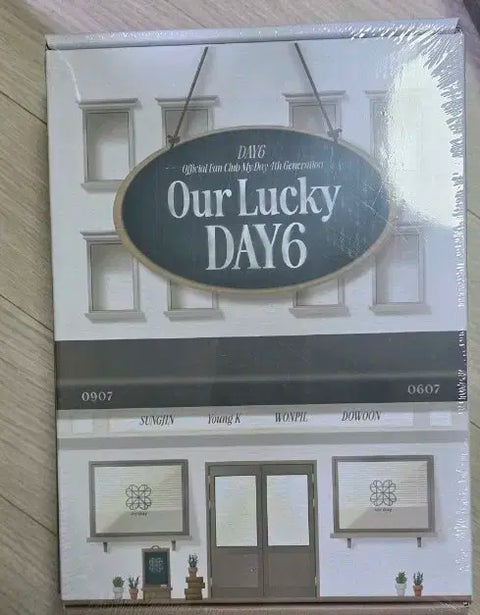 DAY6
Official Fan Club My Day 4th Generation
Our Lucky
DAY6
0907
0607
SUNGJIN
Young K
WONPIL
DOWOON